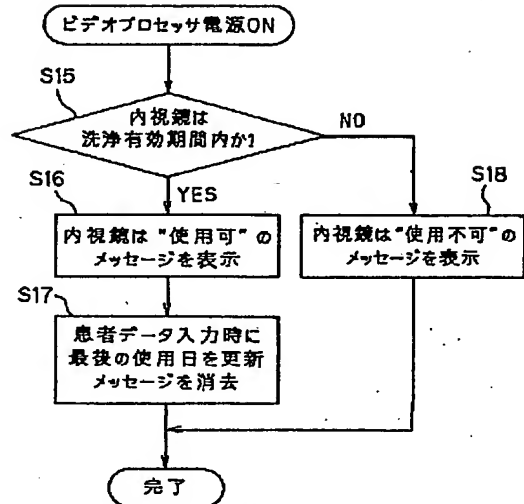 ビデオプロセッサ電源ON
S15
内視鏡は
洗浄有効期間内か?
NO
YES
S16
内視鏡は"使用可"の
メッセージを表示
S18
内視鏡は"使用不可"の
メッセージを表示
S17
患者データ入力時に
最後の使用日を更新
メッセージを消去
完了